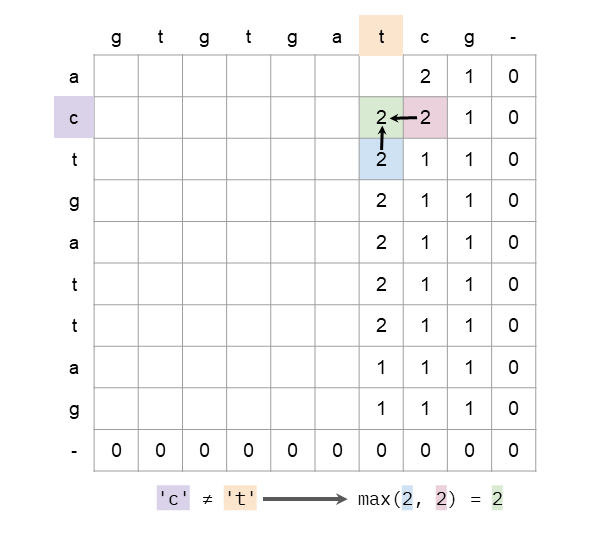 g t g t g a t c g -
a 2 1 0
c 2 2 1 0
t 2 1 1 0
g 2 1 1 0
a 2 1 1 0
t 2 1 1 0
t 2 1 1 0
a 1 1 1 0
g 1 1 1 0
- 0 0 0 0 0 0 0 0 0 0
'c' ≠ 't' max(2, 2) = 2